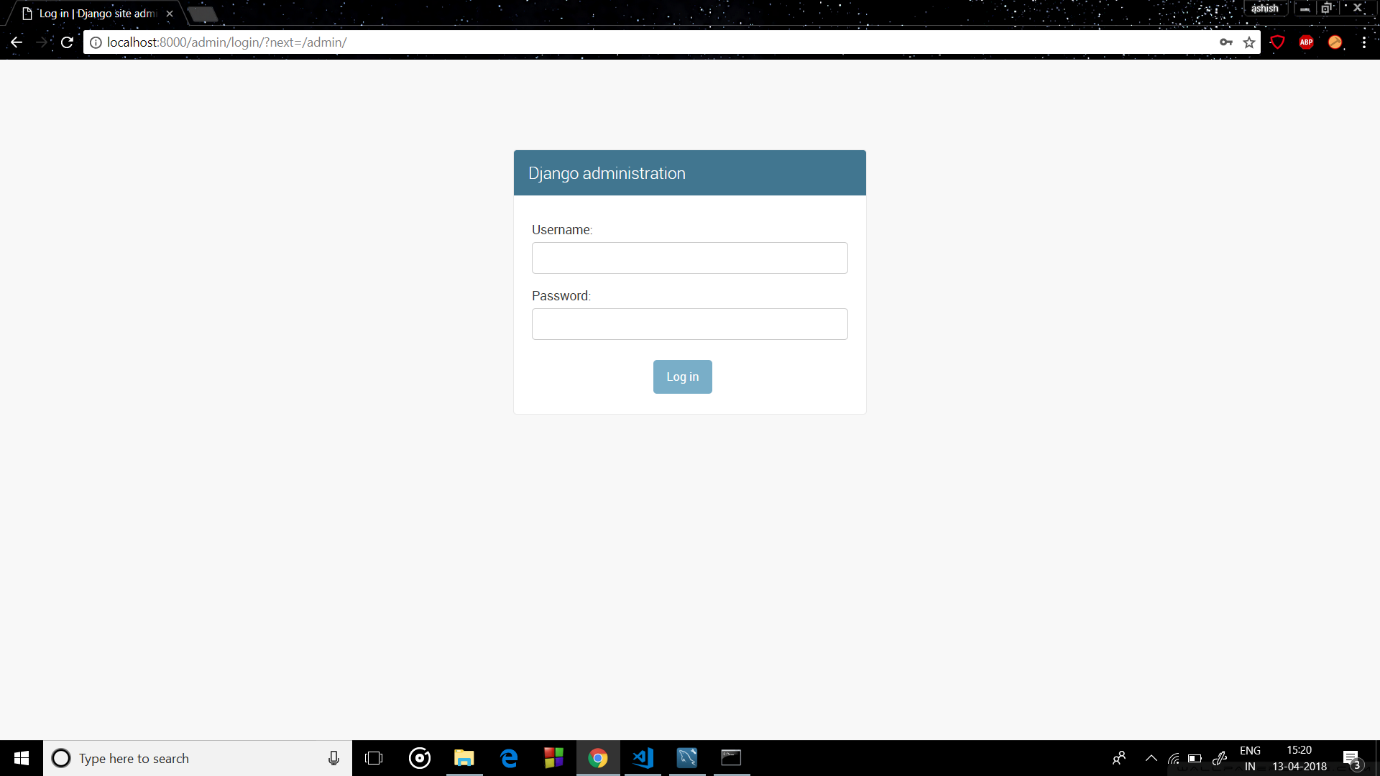 Log in | Django site adm
ashish
localhost:8000/admin/login/?next=/admin/
ABP
Django administration
Username:
Password:
Log in
Type here to search
ENG
IN
15:20
13-04-2018
3